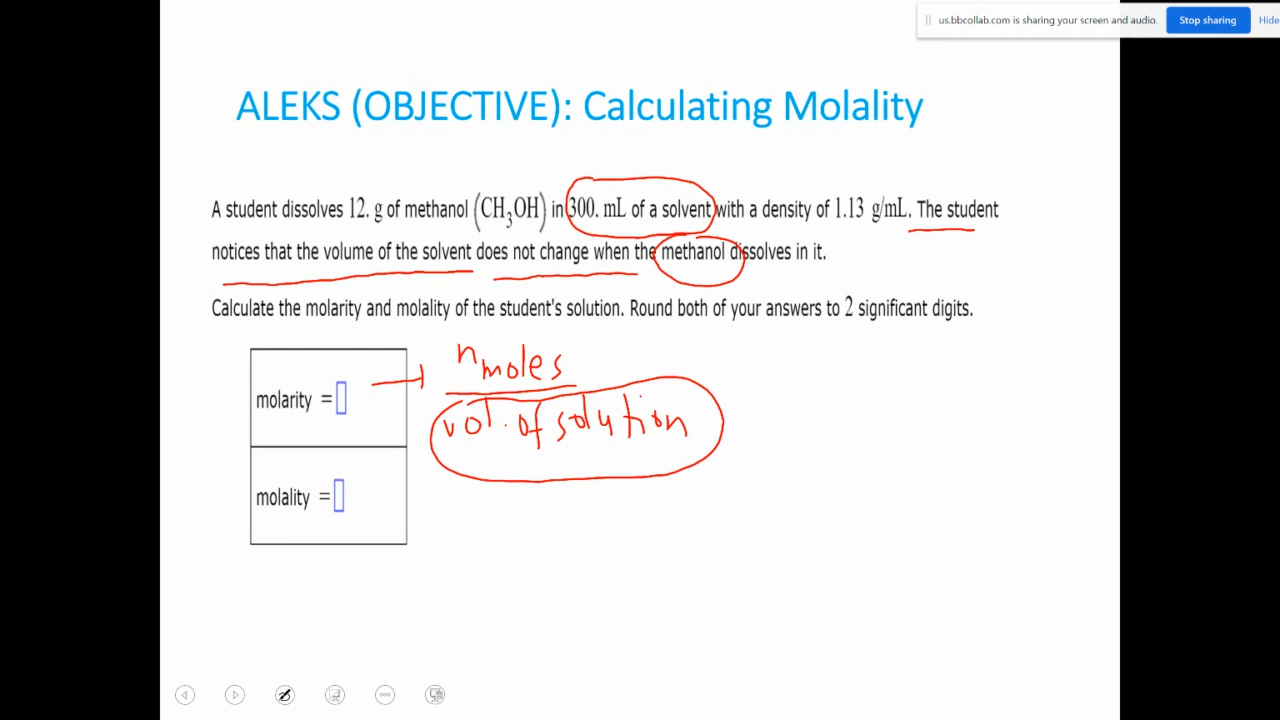 us.bbcollab.com is sharing your screen and audio. Stop sharing Hide
ALEKS (OBJECTIVE): Calculating Molality
A student dissolves 12. g of methanol (CH₃OH) in 300. mL of a solvent with a density of 1.13 g/mL. The student
notices that the volume of the solvent does not change when the methanol dissolves in it.
Calculate the molarity and molality of the student's solution. Round both of your answers to 2 significant digits.
n moles
molarity =
vol. of solution
molality =